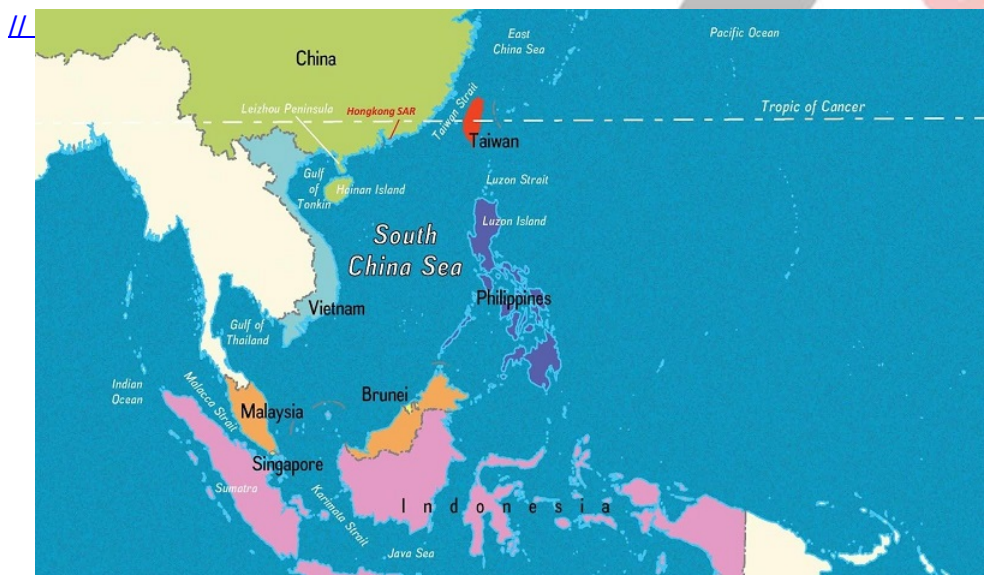 //
East
China Sea
Pacific Ocean
China
Taiwan Strait
Leizhou Peninsula
Hongkong SAR
Tropic of Cancer
Taiwan
Gulf
of
Tonkin
Hainan Island
Luzon Strait
Luzon Island
South
China Sea
Philippines
Vietnam
Gulf of
Thailand
Indian
Ocean
Malacca Strait
Malaysia
Brunei
Singapore
Sumatra
Karimata Strait
Indonesia
Java Sea